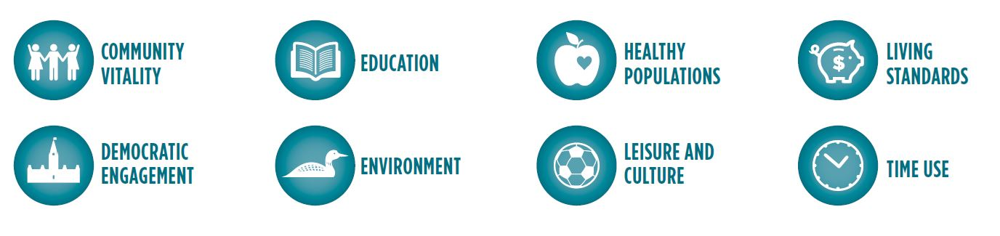 COMMUNITY
VITALITY
EDUCATION
HEALTHY
POPULATIONS
$
LIVING
STANDARDS
DEMOCRATIC
ENGAGEMENT
ENVIRONMENT
LEISURE AND
CULTURE
TIME USE